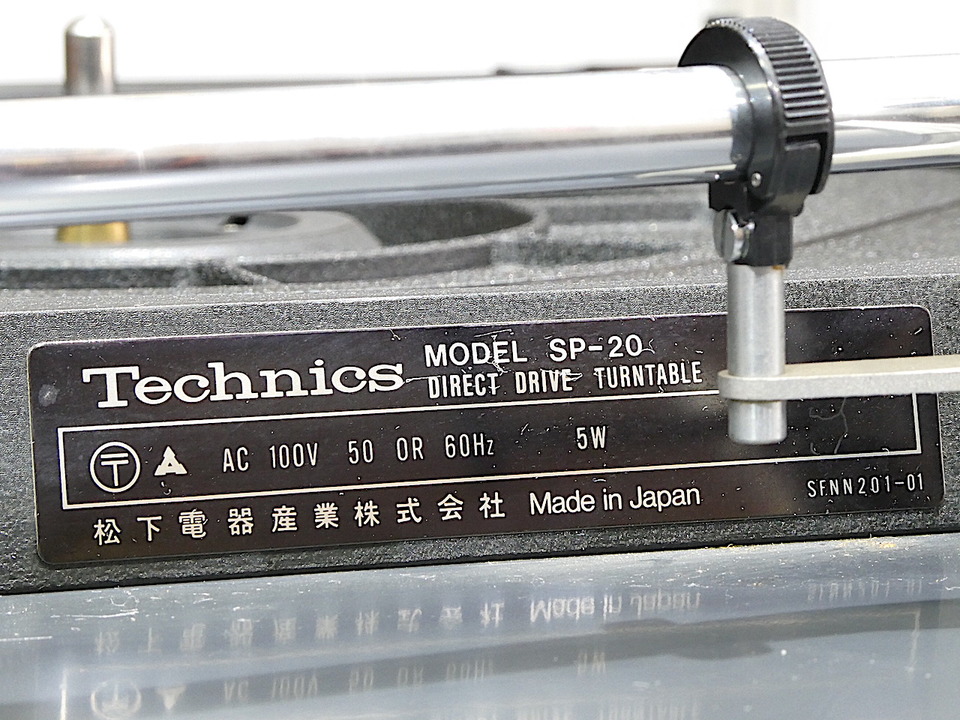 Technics MODEL SP-20
DIRECT DRIVE TURNTABLE
〒 AC 100V 50 OR 60Hz 5W
松下電器産業株式会社 Made in Japan
SFNN201-01